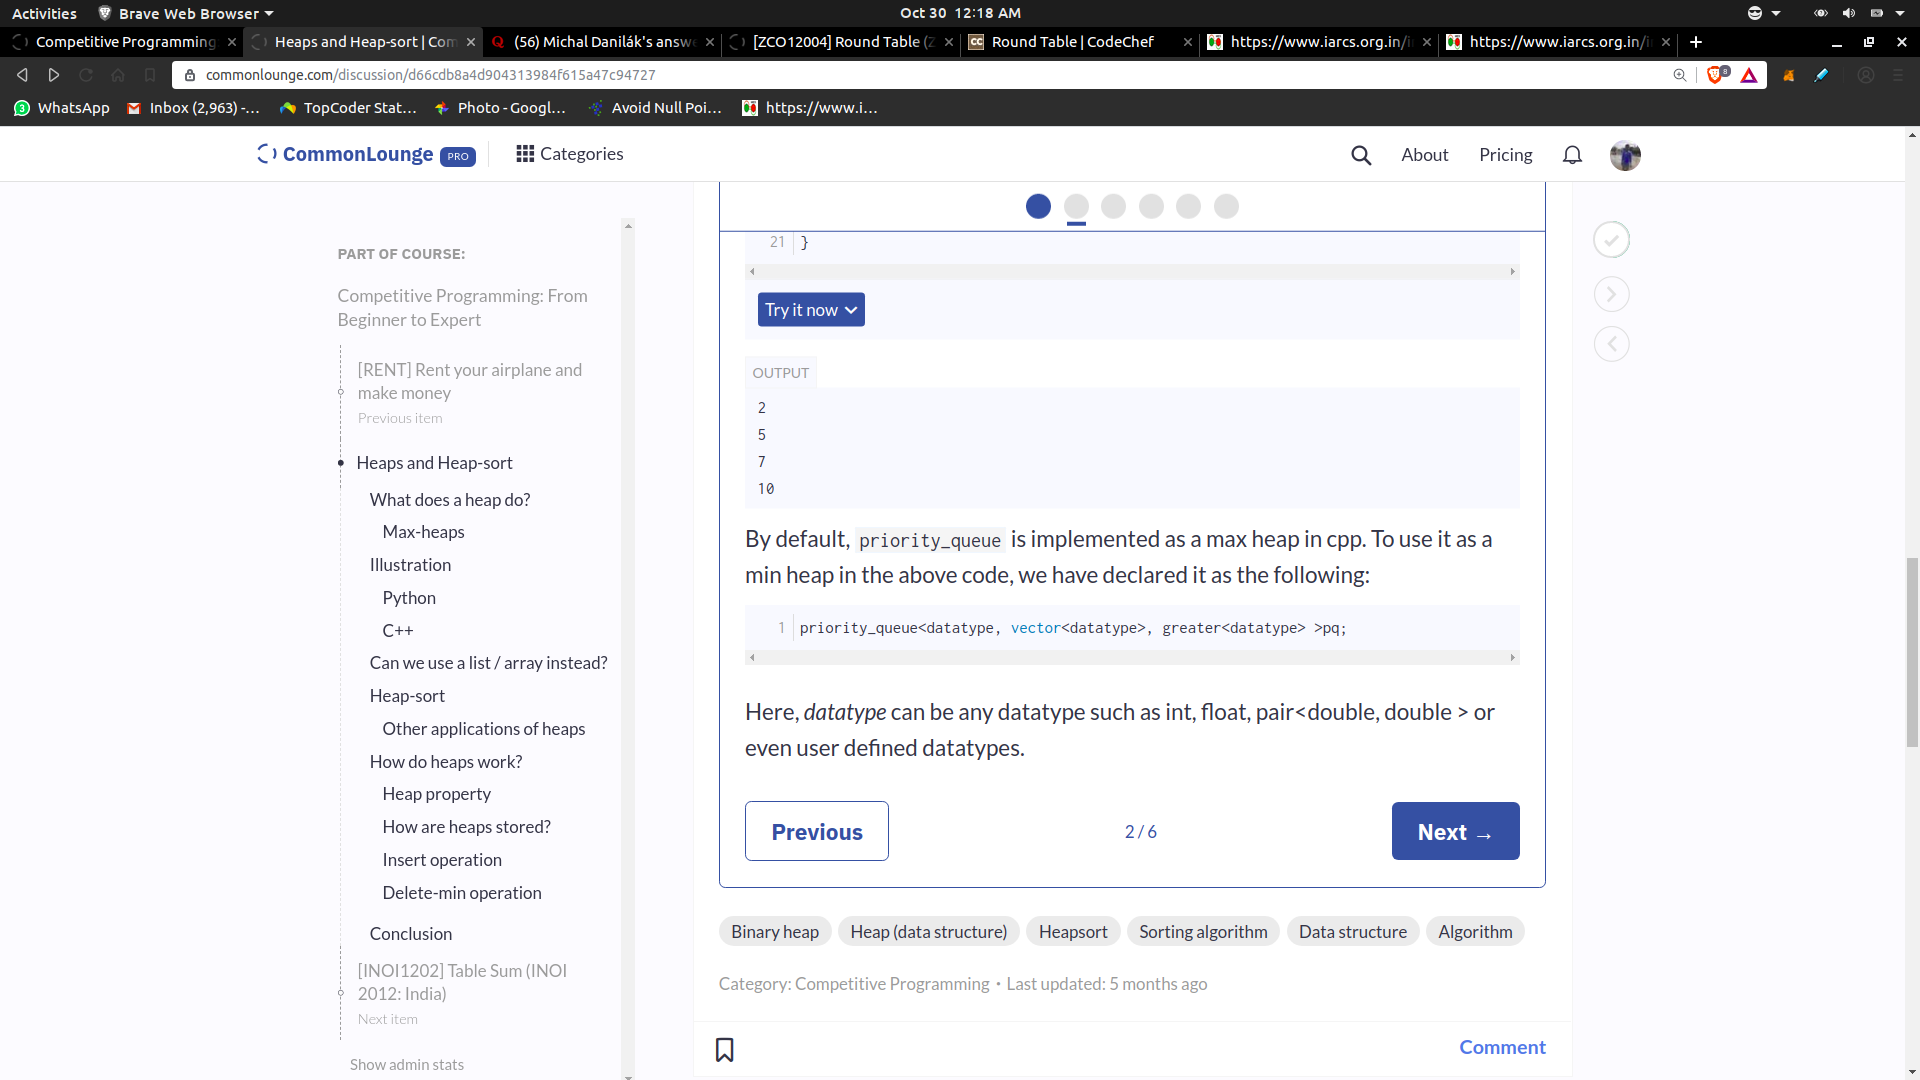 Activities
Brave Web Browser
Oct 30 12:18 AM
Competitive Programming
Heaps and Heap-sort | Com
(56) Michal Danilák's answ
[ZCO12004] Round Table (Z
Round Table | CodeChef
https://www.iarcs.org.in/i
https://www.iarcs.org.in/i
commonlounge.com/discussion/d66cdb8a4d904313984f615a47c94727
8
3
WhatsApp
Inbox (2,963) -...
TopCoder Stat...
Photo - Googl...
Avoid Null Poi...
https://www.i...
CommonLounge PRO
Categories
About
Pricing
PART OF COURSE:
Competitive Programming: From
Beginner to Expert
[RENT] Rent your airplane and
make money
Previous item
Heaps and Heap-sort
What does a heap do?
Max-heaps
Illustration
Python
C++
Can we use a list / array instead?
Heap-sort
Other applications of heaps
How do heaps work?
Heap property
How are heaps stored?
Insert operation
Delete-min operation
Conclusion
[INOI1202] Table Sum (INOI
2012: India)
Next item
Show admin stats
21 }
Try it now
OUTPUT
2
5
7
10
By default, priority_queue is implemented as a max heap in cpp. To use it as a
min heap in the above code, we have declared it as the following:
1 priority_queue<datatype, vector<datatype>, greater<datatype> >pq;
Here, datatype can be any datatype such as int, float, pair<double, double > or
even user defined datatypes.
Previous
2 / 6
Next →
Binary heap
Heap (data structure)
Heapsort
Sorting algorithm
Data structure
Algorithm
Category: Competitive Programming • Last updated: 5 months ago
Comment